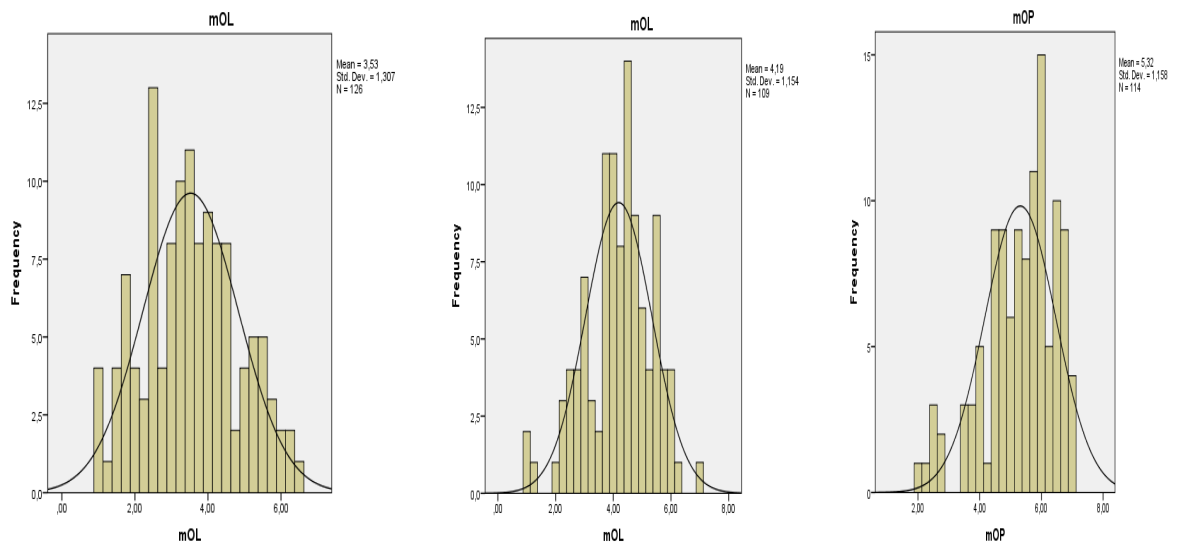 mOL
Mean = 3,53
Std. Dev. = 1,307
N = 126
12,5
10,0
7,5
5,0
2,5
0,0
Frequency
,00
2,00
4,00
6,00
mOL
mOL
Mean = 4,19
Std. Dev. = 1,154
N = 109
12,5
10,0
7,5
5,0
2,5
0,0
Frequency
,00
2,00
4,00
6,00
8,00
mOL
mOP
Mean = 5,32
Std. Dev. = 1,158
N = 114
15
10
5
0
Frequency
,00
2,00
4,00
6,00
8,00
mOP